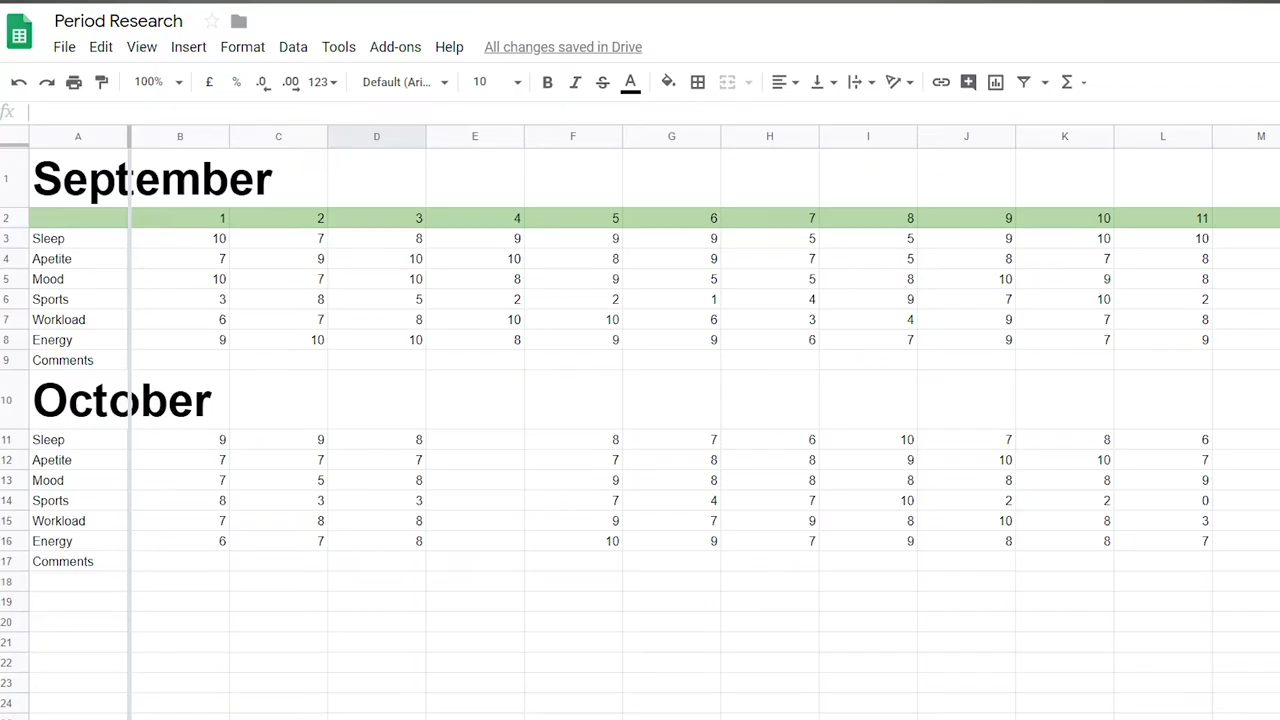 Period Research
File Edit View Insert Format Data Tools Add-ons Help All changes saved in Drive
100% £ % .0 .00 123 Default (Ari... 10 B I S A Σ
fx
A B C D E F G H I J K L M
1 September
2 1 2 3 4 5 6 7 8 9 10 11
3 Sleep 10 7 8 9 9 9 5 5 9 10 10
4 Apetite 7 9 10 10 8 9 7 5 8 7 8
5 Mood 10 7 10 8 9 5 5 8 10 9 8
6 Sports 3 8 5 2 2 1 4 9 7 10 2
7 Workload 6 7 8 10 10 6 3 4 9 7 8
8 Energy 9 10 10 8 9 9 6 7 9 7 9
9 Comments
10 October
11 Sleep 9 9 8 8 7 6 10 7 8 6
12 Apetite 7 7 7 7 8 8 9 10 10 7
13 Mood 7 5 8 9 8 8 8 8 8 9
14 Sports 8 3 3 7 4 7 10 2 2 0
15 Workload 7 8 8 9 7 9 8 10 8 3
16 Energy 6 7 8 10 9 7 9 8 8 7
17 Comments
18
19
20
21
22
23
24